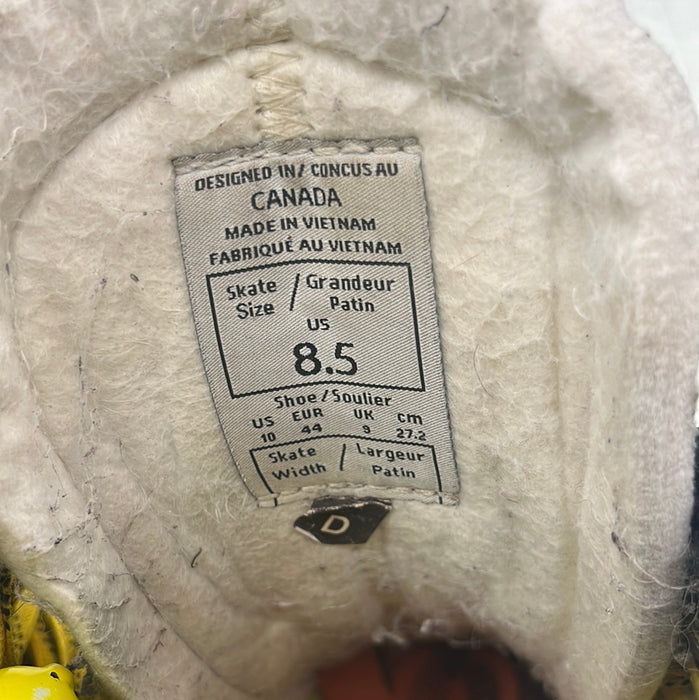 DESIGNED IN/ CONCUS AU
CANADA
MADE IN VIETNAM
FABRIQUÉ AU VIETNAM
Skate / Grandeur
Size Patin
US
8.5
Shoe / Soulier
US EUR UK cm
10 44 9 27.2
Skate / Largeur
Width Patin
D